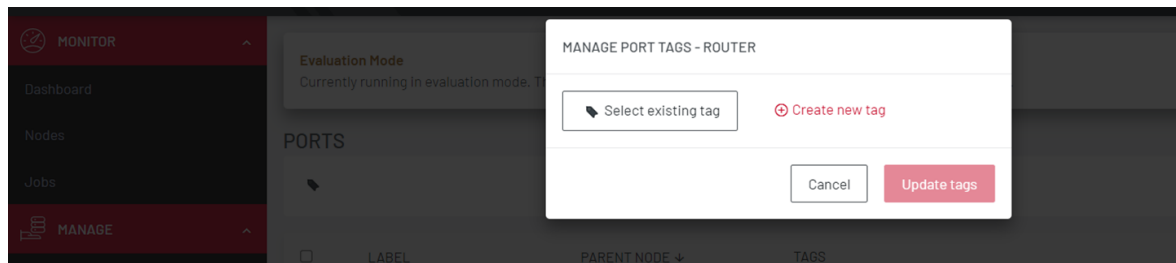 MONITOR
Dashboard
Nodes
Jobs
MANAGE
Evaluation Mode
Currently running in evaluation mode.
PORTS
LABEL PARENT NODE ↓ TAGS
MANAGE PORT TAGS - ROUTER
Select existing tag Create new tag
Cancel Update tags